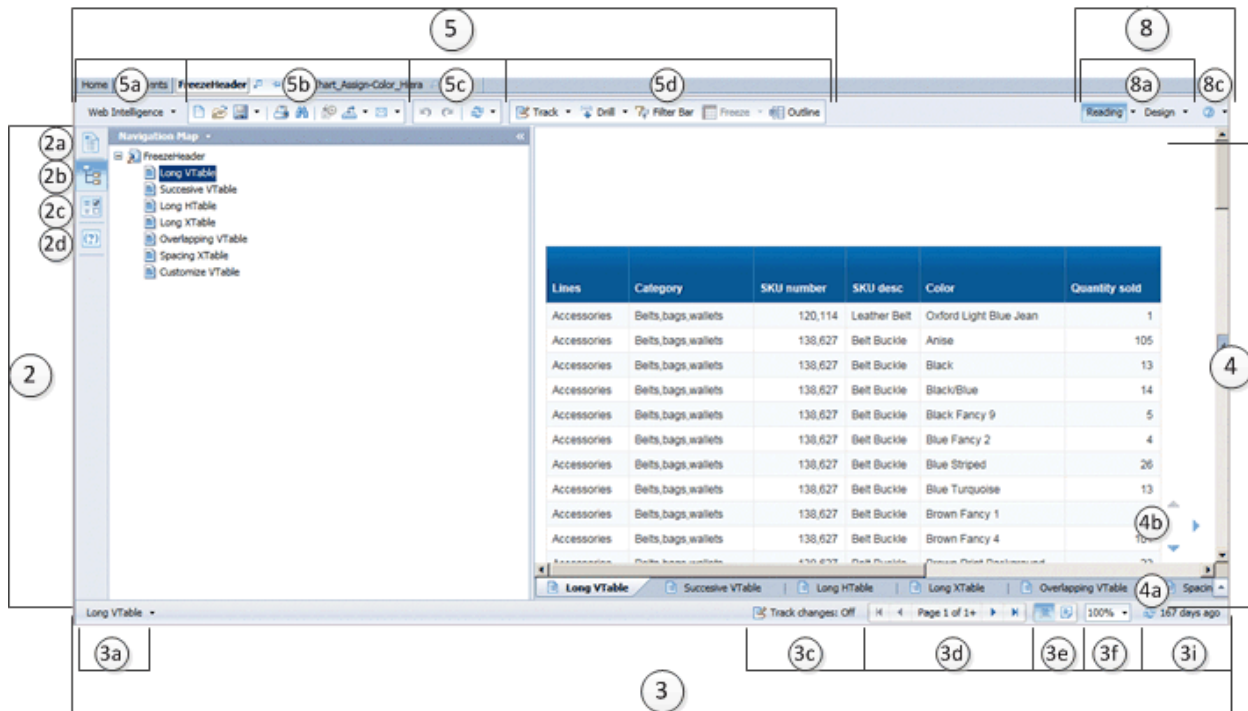 5
8
Home ents FreezeHeader hart_Assign-Color_Hiera
5a
5b
5c
5d
8a
8c
Web Intelligence
Track Drill Filter Bar Freeze Outline
Reading Design
2
2a
2b
2c
2d
Navigation Map «
FreezeHeader
Long VTable
Succesive VTable
Long HTable
Long XTable
Overlapping VTable
Spacing XTable
Customize VTable
Lines Category SKU number SKU desc Color Quantity sold
Accessories Belts,bags,wallets 120,114 Leather Belt Oxford Light Blue Jean 1
Accessories Belts,bags,wallets 138,627 Belt Buckle Anise 105
Accessories Belts,bags,wallets 138,627 Belt Buckle Black 13
Accessories Belts,bags,wallets 138,627 Belt Buckle Black/Blue 14
Accessories Belts,bags,wallets 138,627 Belt Buckle Black Fancy 9 5
Accessories Belts,bags,wallets 138,627 Belt Buckle Blue Fancy 2 4
Accessories Belts,bags,wallets 138,627 Belt Buckle Blue Striped 26
Accessories Belts,bags,wallets 138,627 Belt Buckle Blue Turquoise 13
Accessories Belts,bags,wallets 138,627 Belt Buckle Brown Fancy 1
Accessories Belts,bags,wallets 138,627 Belt Buckle Brown Fancy 4
4
4b
Long VTable Succesive VTable Long HTable Long XTable Overlapping VTable Spacin
4a
Long VTable Track changes: Off Page 1 of 1+ 100% 167 days ago
3a
3c
3d
3e
3f
3i
3